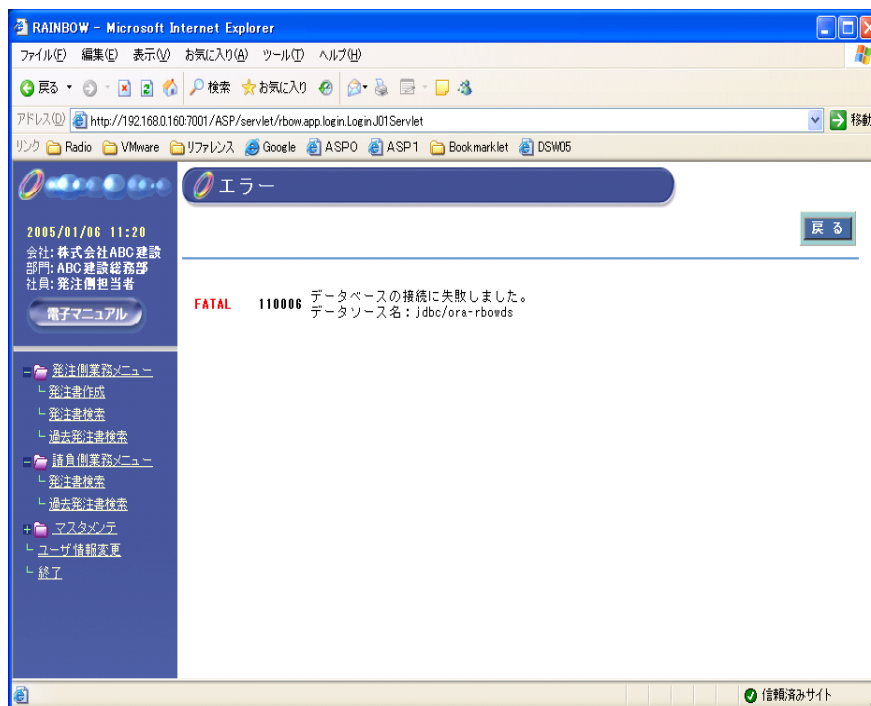 RAINBOW - Microsoft Internet Explorer
ファイル(F) 編集(E) 表示(V) お気に入り(A) ツール(T) ヘルプ(H)
戻る 検索 お気に入り
アドレス(D) http://192.168.0.160:7001/ASP/servlet/rbow.app.login.LoginJ01Servlet 移動
リンク Radio VMware リファレンス Google ASP0 ASP1 Bookmarklet DSW05
エラー
戻る
2005/01/06 11:20
会社:株式会社ABC建設
部門:ABC建設総務部
社員:発注側担当者
電子マニュアル
FATAL 110006 データベースの接続に失敗しました。
データソース名:jdbc/ora-rbowds
発注側業務メニュー
発注書作成
発注書検索
過去発注書検索
請負側業務メニュー
発注書検索
過去発注書検索
マスタメンテ
ユーザ情報変更
終了
信頼済みサイト